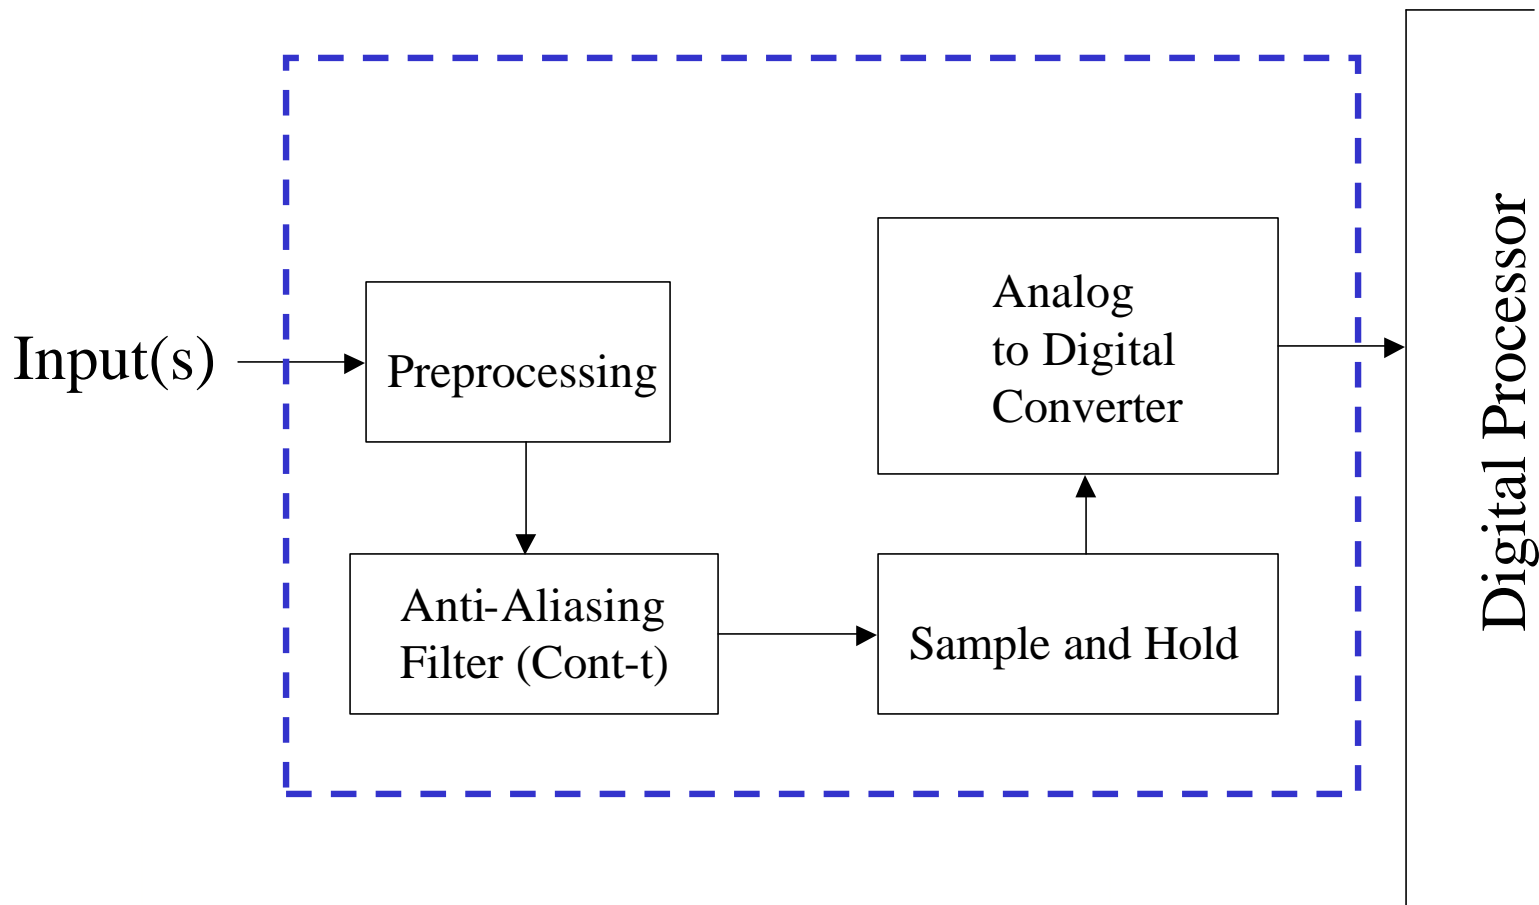 Input(s)
Preprocessing
Anti-Aliasing
Filter (Cont-t)
Sample and Hold
Analog
to Digital
Converter
Digital Processor